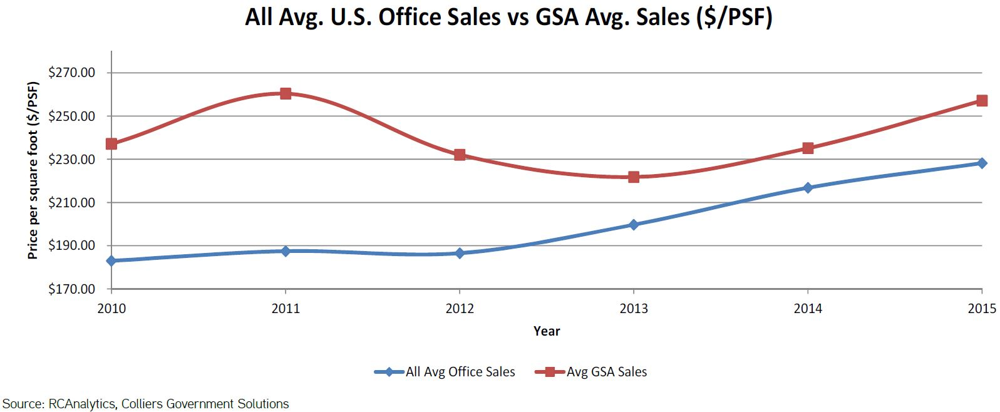 All Avg. U.S. Office Sales vs GSA Avg. Sales ($/PSF)
Price per square foot ($/PSF)
$270.00
$250.00
$230.00
$210.00
$190.00
$170.00
2010 2011 2012 2013 2014 2015
Year
All Avg Office Sales Avg GSA Sales
Source: RCAnalytics, Colliers Government Solutions